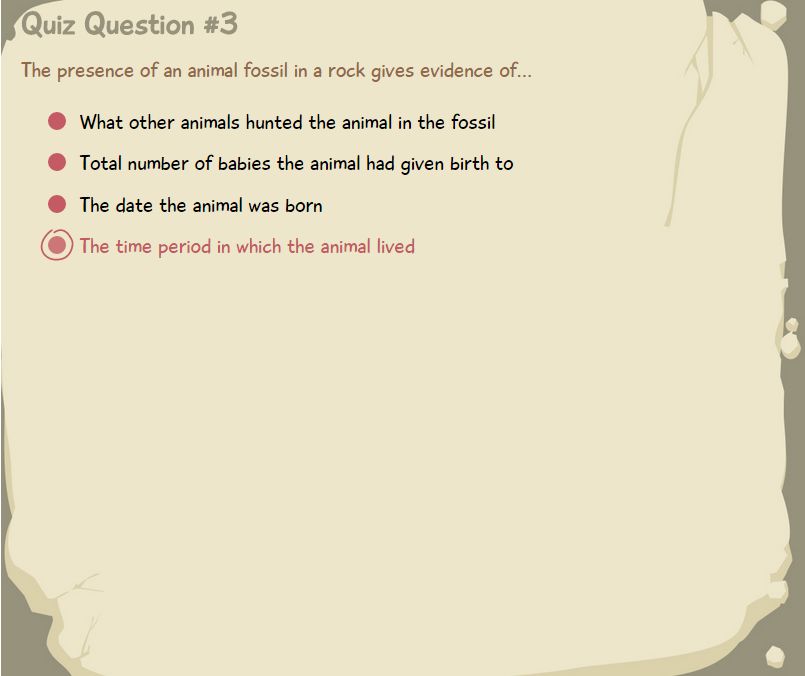 Quiz Question #3
The presence of an animal fossil in a rock gives evidence of...
What other animals hunted the animal in the fossil
Total number of babies the animal had given birth to
The date the animal was born
The time period in which the animal lived